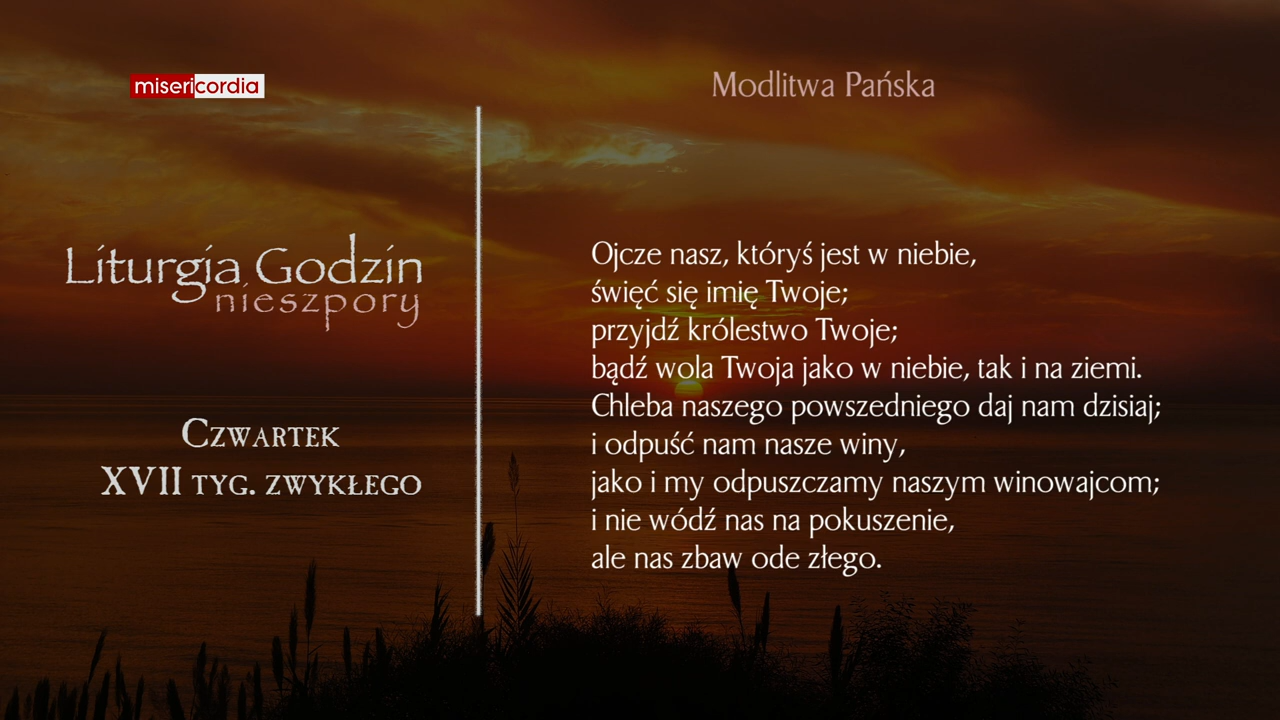 misericordia
Liturgia Godzin
nieszpory
Czwartek
XVII tyg. zwykłego
Modlitwa Pańska
Ojcze nasz, któryś jest w niebie,
święć się imię Twoje;
przyjdź królestwo Twoje;
bądź wola Twoja jako w niebie, tak i na ziemi.
Chleba naszego powszedniego daj nam dzisiaj;
i odpuść nam nasze winy,
jako i my odpuszczamy naszym winowajcom;
i nie wódź nas na pokuszenie,
ale nas zbaw ode złego.